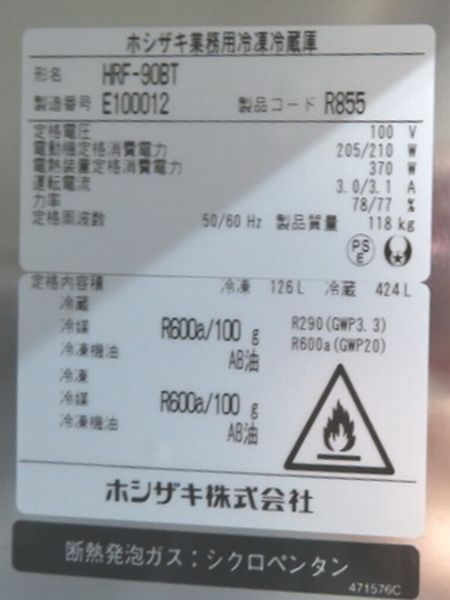 ホシザキ業務用冷凍冷蔵庫
形名 HRF-90BT
製造番号 E100012 製品コード R855
定格電圧 100 V
電動機定格消費電力 205/210 W
電熱装置定格消費電力 370 W
運転電流 3.0/3.1 A
力率 78/77 %
定格周波数 50/60 Hz 製品質量 118kg
PS
E
定格内容積 冷凍 126L 冷蔵 424L
冷蔵
冷媒 R600a/100 g R290(GWP3.3)
冷凍機油 AB油 R600a(GWP20)
冷凍
冷媒 R600a/100 g
冷凍機油 AB油
ホシザキ株式会社
断熱発泡ガス:シクロペンタン
471576C